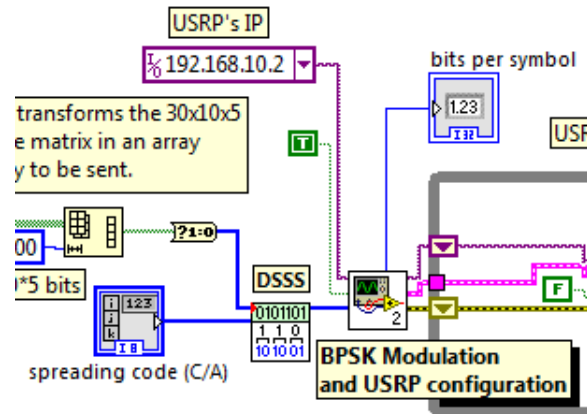 USRP's IP
I/O 192.168.10.2
bits per symbol
1.23
I32
transforms the 30x10x5
e matrix in an array
y to be sent.
T
USR
00
?1:0
0*5 bits
DSSS
i
j
k
123
I8
0101101
1 1 0
10 10 01
2
F
spreading code (C/A)
BPSK Modulation
and USRP configuration